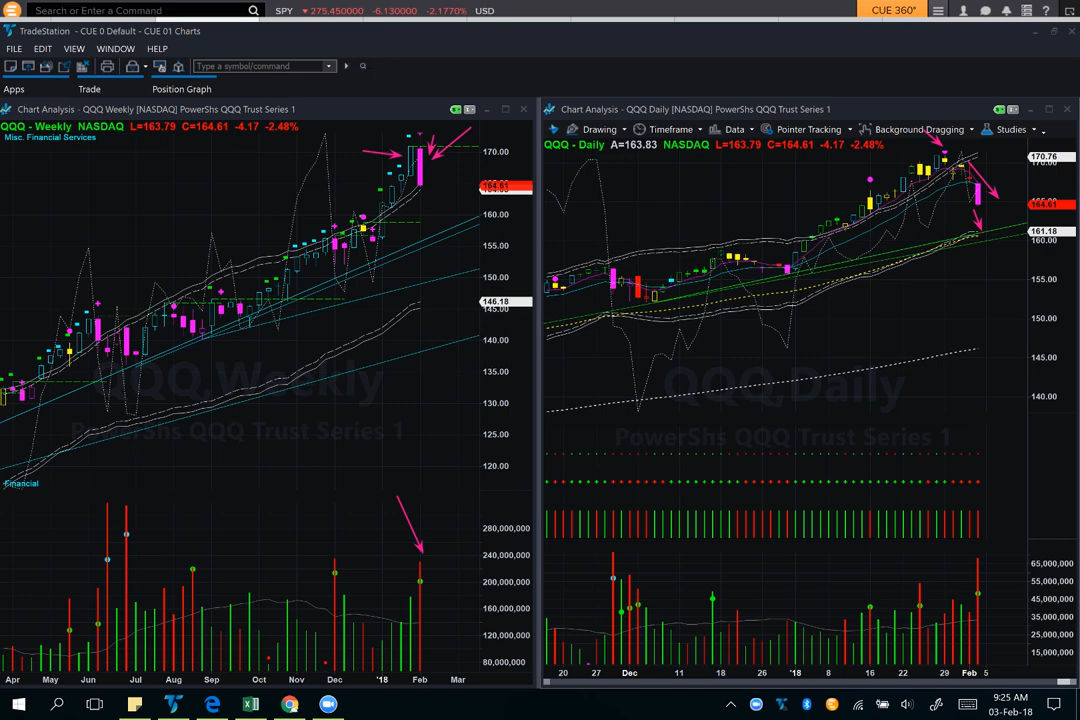 Search or Enter a Command SPY 275.450000 -6.130000 -2.1770% USD CUE 360°
TradeStation - CUE 0 Default - CUE 01 Charts
FILE EDIT VIEW WINDOW HELP
Type a symbol/command
Apps Trade Position Graph
Chart Analysis - QQQ Weekly [NASDAQ] PowerShs QQQ Trust Series 1
QQQ - Weekly NASDAQ L=163.79 C=164.61 -4.17 -2.48%
Misc. Financial Services
170.00
164.61
160.00
155.00
150.00
146.18
145.00
140.00
135.00
130.00
125.00
120.00
QQQ,Weekly
PowerShs QQQ Trust Series 1
Financial
280,000,000
240,000,000
200,000,000
160,000,000
120,000,000
80,000,000
Apr May Jun Jul Aug Sep Oct Nov Dec '18 Feb Mar
Chart Analysis - QQQ Daily [NASDAQ] PowerShs QQQ Trust Series 1
Drawing Timeframe Data Pointer Tracking Background Dragging Studies
QQQ - Daily A=163.83 NASDAQ L=163.79 C=164.61 -4.17 -2.48%
170.76
164.61
161.18
160.00
155.00
150.00
145.00
140.00
QQQ,Daily
PowerShs QQQ Trust Series 1
65,000,000
55,000,000
45,000,000
35,000,000
25,000,000
15,000,000
20 27 Dec 11 18 26 '18 8 16 22 29 Feb 5
9:25 AM
03-Feb-18